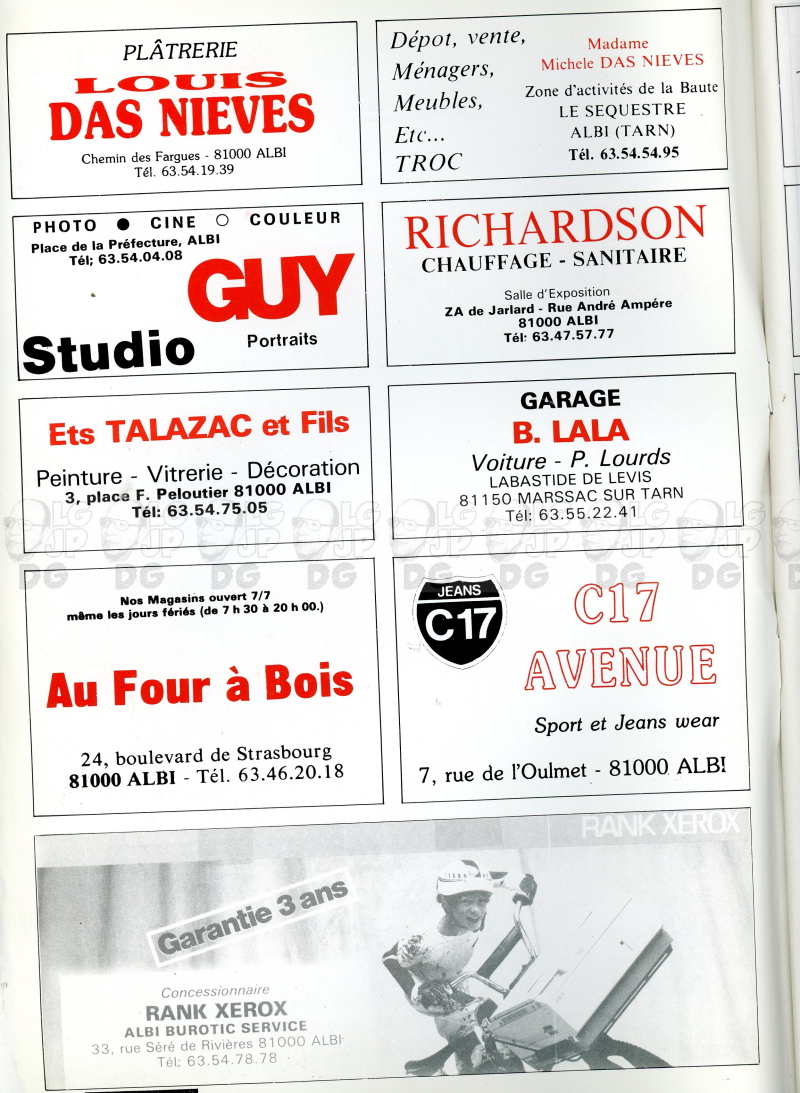 PLÂTRERIE
LOUIS
DAS NIEVES
Chemin des Fargues - 81000 ALBI
Tél. 63.54.19.39
Dépot, vente,
Ménagers,
Meubles,
Etc...
TROC
Madame
Michele DAS NIEVES
Zone d'activités de la Baute
LE SEQUESTRE
ALBI (TARN)
Tél. 63.54.54.95
PHOTO ● CINE ○ COULEUR
Place de la Préfecture, ALBI
Tél; 63.54.04.08
GUY
Studio
Portraits
RICHARDSON
CHAUFFAGE - SANITAIRE
Salle d'Exposition
ZA de Jarlard - Rue André Ampére
81000 ALBI
Tél: 63.47.57.77
Ets TALAZAC et Fils
Peinture - Vitrerie - Décoration
3, place F. Peloutier 81000 ALBI
Tél: 63.54.75.05
GARAGE
B. LALA
Voiture - P. Lourds
LABASTIDE DE LEVIS
81150 MARSSAC SUR TARN
Tél: 63.55.22.41
Nos Magasins ouvert 7/7
même les jours fériés (de 7 h 30 à 20 h 00.)
Au Four à Bois
24, boulevard de Strasbourg
81000 ALBI - Tél. 63.46.20.18
JEANS
C17
C17
AVENUE
Sport et Jeans wear
7, rue de l'Oulmet - 81000 ALBI
RANK XEROX
Garantie 3 ans
Concessionnaire
RANK XEROX
ALBI BUROTIC SERVICE
33, rue Séré de Rivières 81000 ALBI
Tél: 63.54.78.78
LG
JP
DG